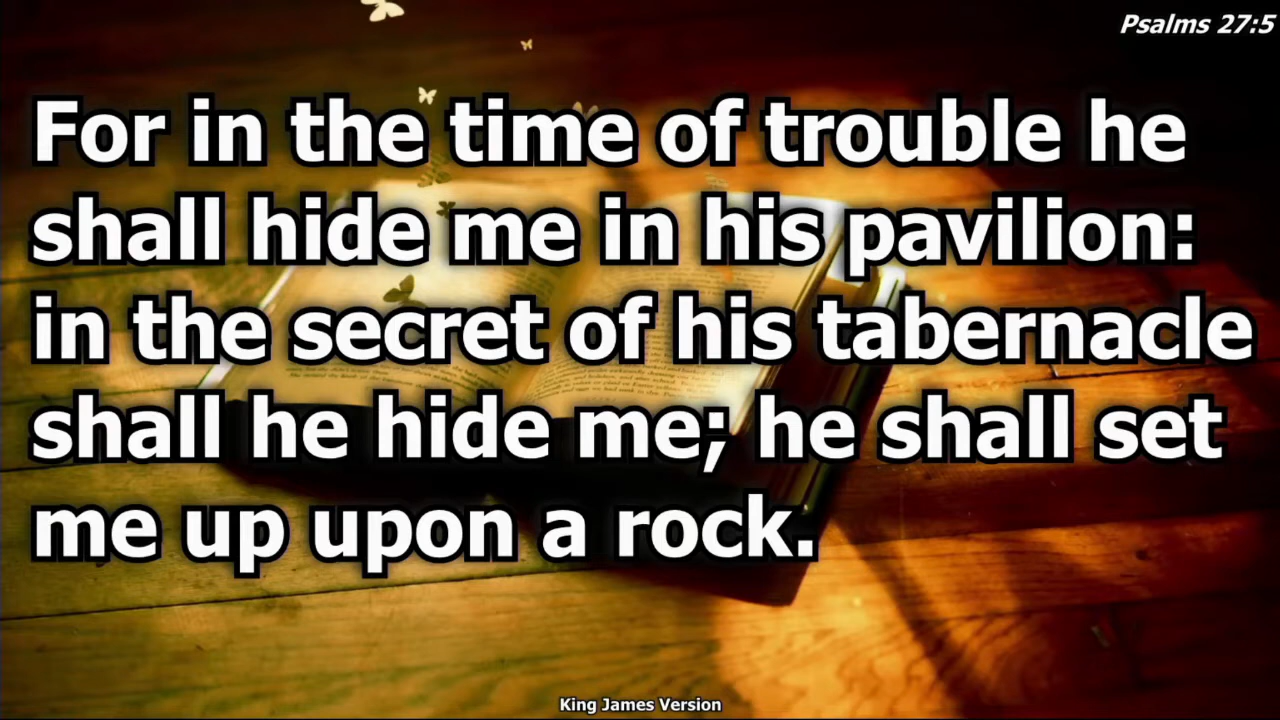 Psalms 27:5
For in the time of trouble he
shall hide me in his pavilion:
in the secret of his tabernacle
shall he hide me; he shall set
me up upon a rock.
King James Version